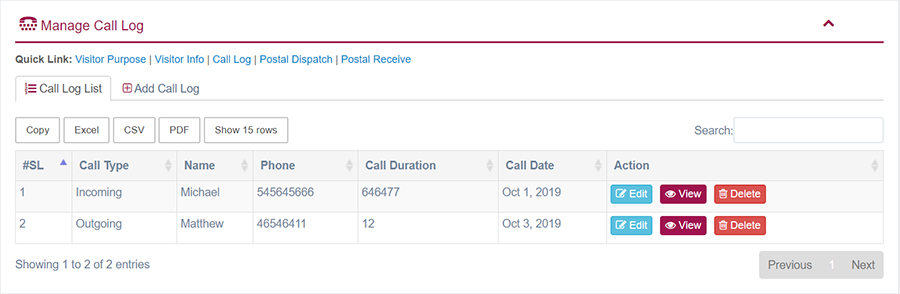 Manage Call Log
Quick Link: Visitor Purpose | Visitor Info | Call Log | Postal Dispatch | Postal Receive
Call Log List Add Call Log
Copy Excel CSV PDF Show 15 rows Search:
#SL Call Type Name Phone Call Duration Call Date Action
1 Incoming Michael 545645666 646477 Oct 1, 2019 Edit View Delete
2 Outgoing Matthew 46546411 12 Oct 3, 2019 Edit View Delete
Showing 1 to 2 of 2 entries Previous 1 Next